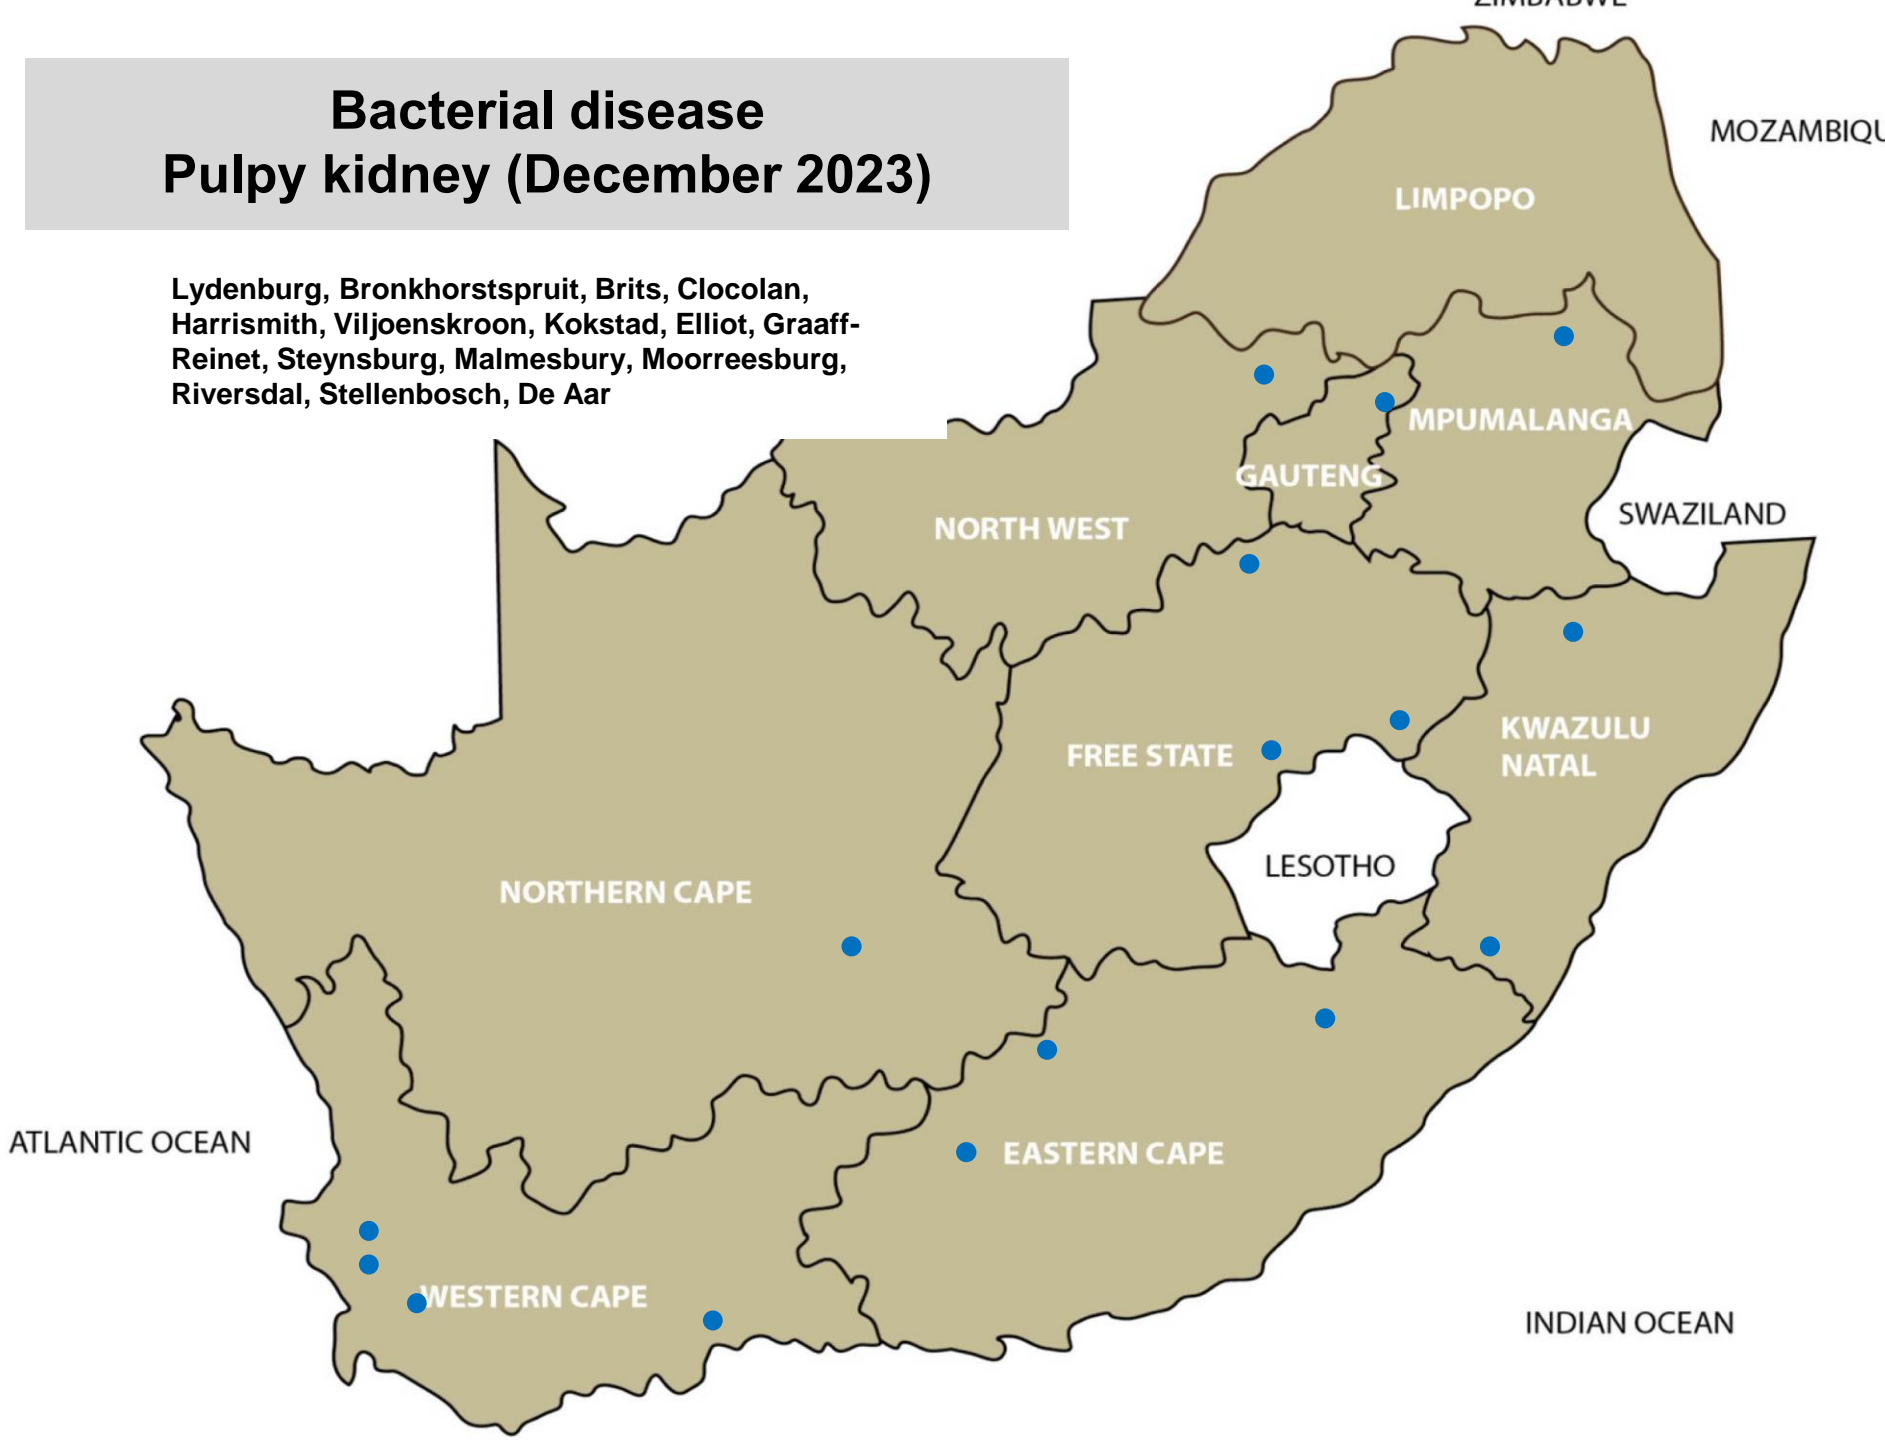 ZIMBABWE
Bacterial disease
Pulpy kidney (December 2023)
MOZAMBIQU
LIMPOPO
Lydenburg, Bronkhorstspruit, Brits, Clocolan,
Harrismith, Viljoenskroon, Kokstad, Elliot, Graaff-
Reinet, Steynsburg, Malmesbury, Moorreesburg,
Riversdal, Stellenbosch, De Aar
MPUMALANGA
GAUTENG
NORTH WEST
SWAZILAND
KWAZULU
NATAL
FREE STATE
LESOTHO
NORTHERN CAPE
ATLANTIC OCEAN
EASTERN CAPE
WESTERN CAPE
INDIAN OCEAN